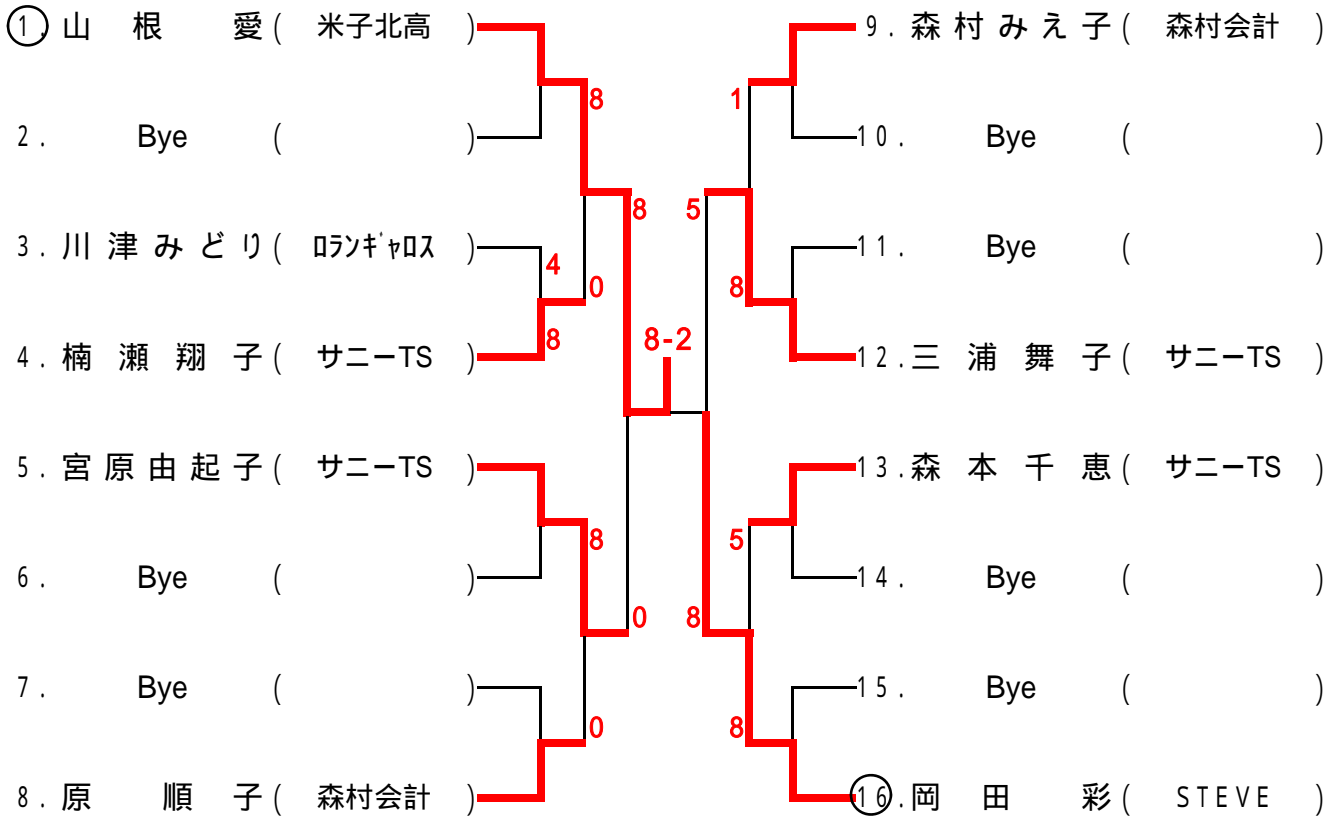 1. 山根 愛 ( 米子北高 ) 9. 森村みえ子 ( 森村会計 )
8 1
2. Bye ( ) 10. Bye ( )
8 5
3. 川津みどり ( ロランギャロス ) 11. Bye ( )
4 0 8
8 8-2
4. 楠瀬翔子 ( サニーTS ) 12. 三浦舞子 ( サニーTS )
5. 宮原由起子 ( サニーTS ) 13. 森本千恵 ( サニーTS )
8 5
6. Bye ( ) 14. Bye ( )
0 8
7. Bye ( ) 15. Bye ( )
0 8
8. 原 順子 ( 森村会計 ) 16. 岡田 彩 ( STEVE )